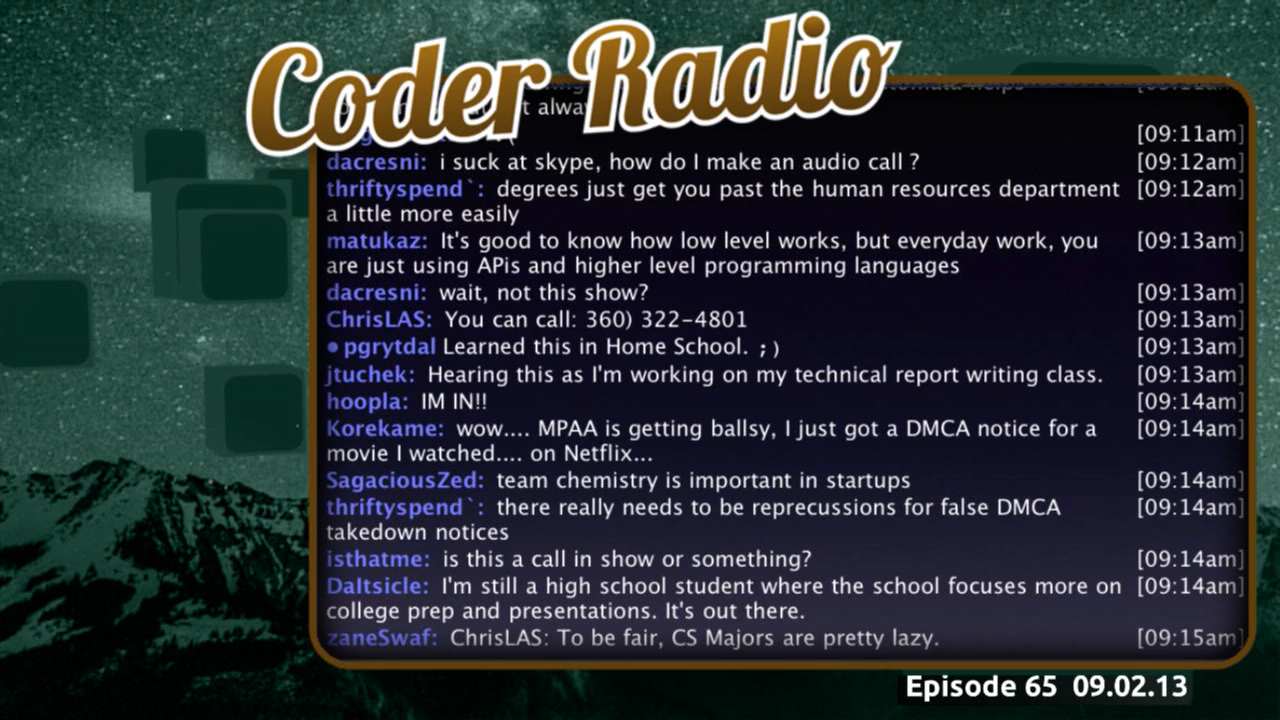 Coder Radio
t alwa
[09:11am]
dacresni: i suck at skype, how do I make an audio call ? [09:12am]
thriftyspend`: degrees just get you past the human resources department [09:12am]
a little more easily
matukaz: It's good to know how low level works, but everyday work, you [09:13am]
are just using APis and higher level programming languages
dacresni: wait, not this show? [09:13am]
ChrisLAS: You can call: 360) 322-4801 [09:13am]
• pgrytdal Learned this in Home School. ;) [09:13am]
jtuchek: Hearing this as I'm working on my technical report writing class. [09:13am]
hoopla: IM IN!! [09:14am]
Korekame: wow.... MPAA is getting ballsy, I just got a DMCA notice for a [09:14am]
movie I watched.... on Netflix...
SagaciousZed: team chemistry is important in startups [09:14am]
thriftyspend`: there really needs to be reprecussions for false DMCA [09:14am]
takedown notices
isthatme: is this a call in show or something? [09:14am]
Daltsicle: I'm still a high school student where the school focuses more on [09:14am]
college prep and presentations. It's out there.
zaneSwaf: ChrisLAS: To be fair, CS Majors are pretty lazy. [09:15am]
Episode 65 09.02.13